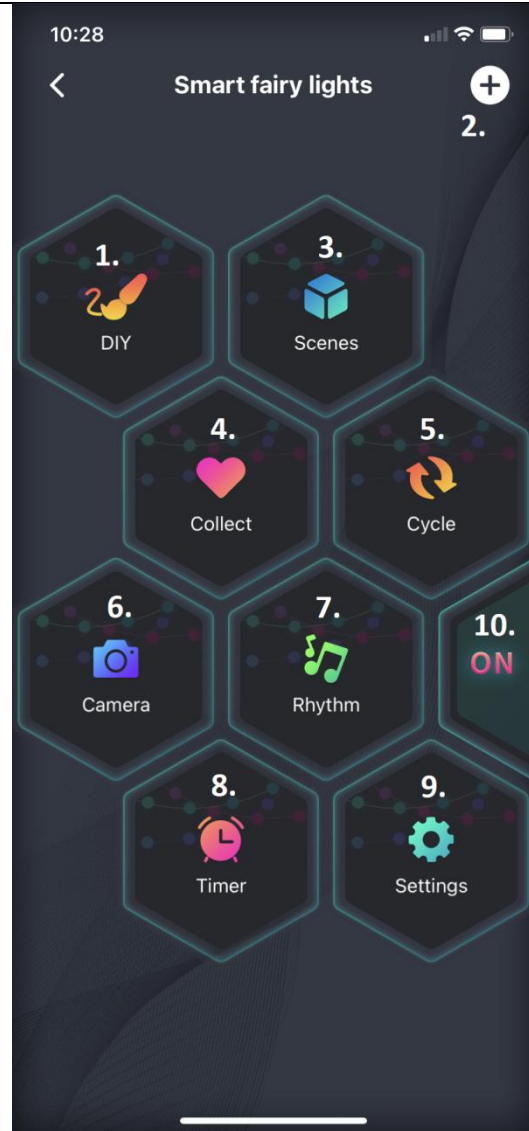 10:28
Smart fairy lights
2.
1.
DIY
3.
Scenes
4.
Collect
5.
Cycle
6.
Camera
7.
Rhythm
10.
ON
8.
Timer
9.
Settings